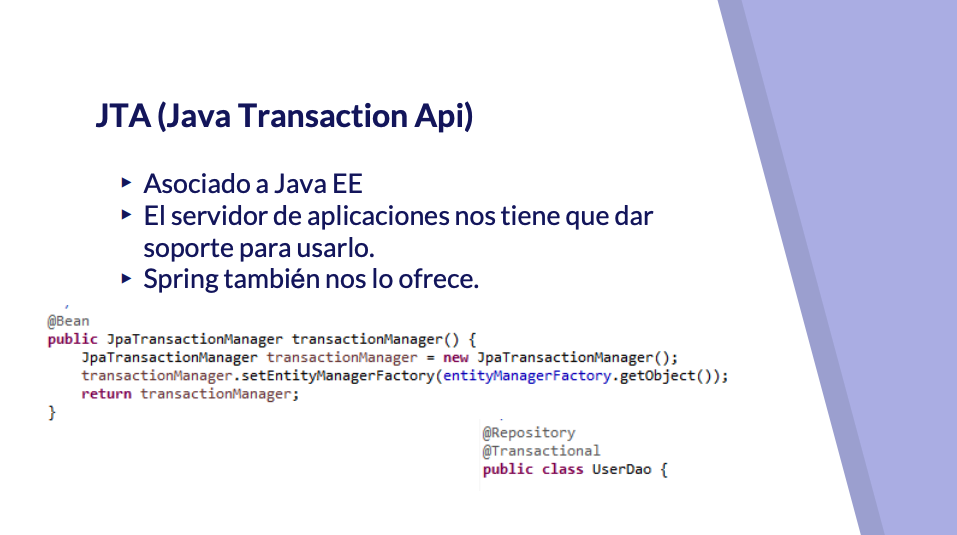 JTA (Java Transaction Api)
▸ Asociado a Java EE
▸ El servidor de aplicaciones nos tiene que dar
soporte para usarlo.
▸ Spring también nos lo ofrece.
@Bean
public JpaTransactionManager transactionManager() {
    JpaTransactionManager transactionManager = new JpaTransactionManager();
    transactionManager.setEntityManagerFactory(entityManagerFactory.getObject());
    return transactionManager;
}
@Repository
@Transactional
public class UserDao {